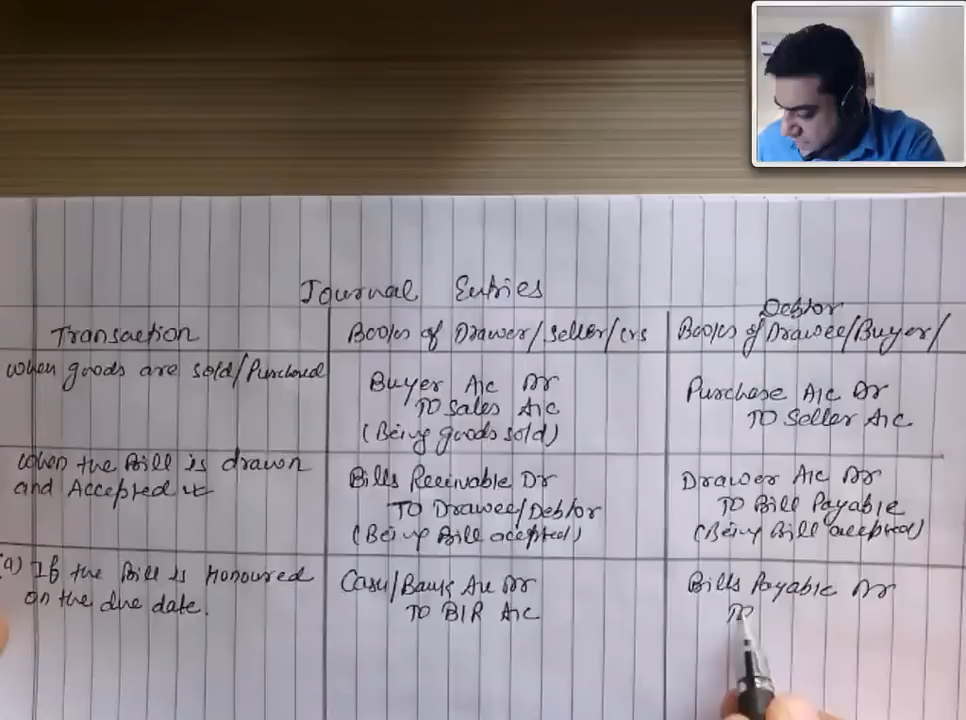 Journal Entries
Transaction
Books of Drawer/Seller/crs
Debtor
Books of Drawee/Buyer/
when goods are sold/Purchased
Buyer A/c Dr
To Sales A/c
(Being goods sold)
Purchase A/c Dr
To Seller A/c
When the Bill is drawn
and Accepted
Bills Receivable Dr
To Drawee/Debtor
(Being Bill accepted)
Drawer A/c Dr
To Bill Payable
(Being Bill accepted)
(a) If the Bill is Honoured
on the due date.
Cash/Bank A/c Dr
To B/R A/c
Bills Payable Dr
To